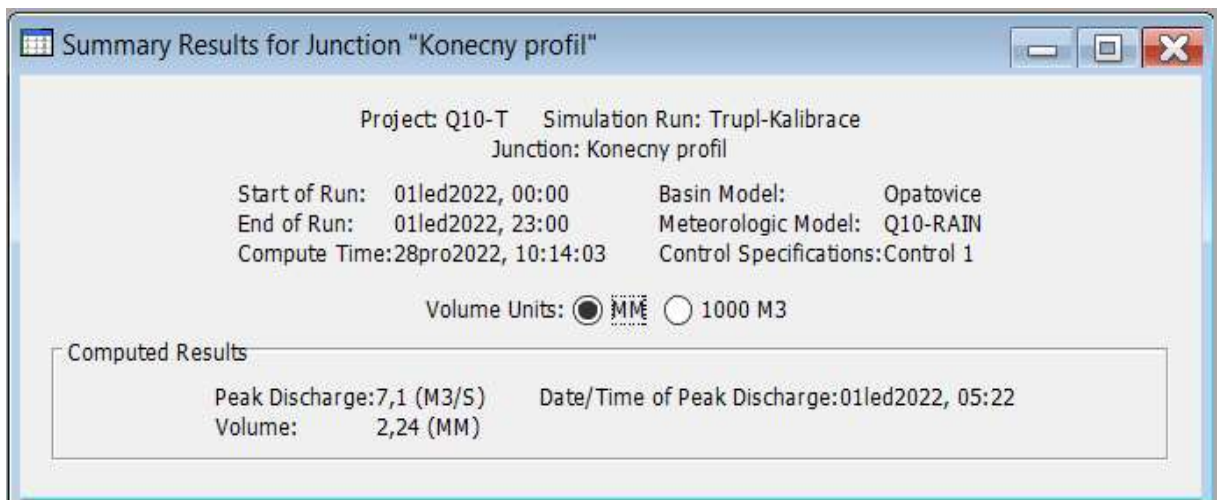 Summary Results for Junction "Konecny profil"
Project: Q10-T Simulation Run: Trupl-Kalibrace
Junction: Konecny profil
Start of Run: 01led2022, 00:00 Basin Model: Opatovice
End of Run: 01led2022, 23:00 Meteorologic Model: Q10-RAIN
Compute Time:28pro2022, 10:14:03 Control Specifications:Control 1
Volume Units: MM 1000 M3
Computed Results
Peak Discharge:7,1 (M3/S) Date/Time of Peak Discharge:01led2022, 05:22
Volume: 2,24 (MM)